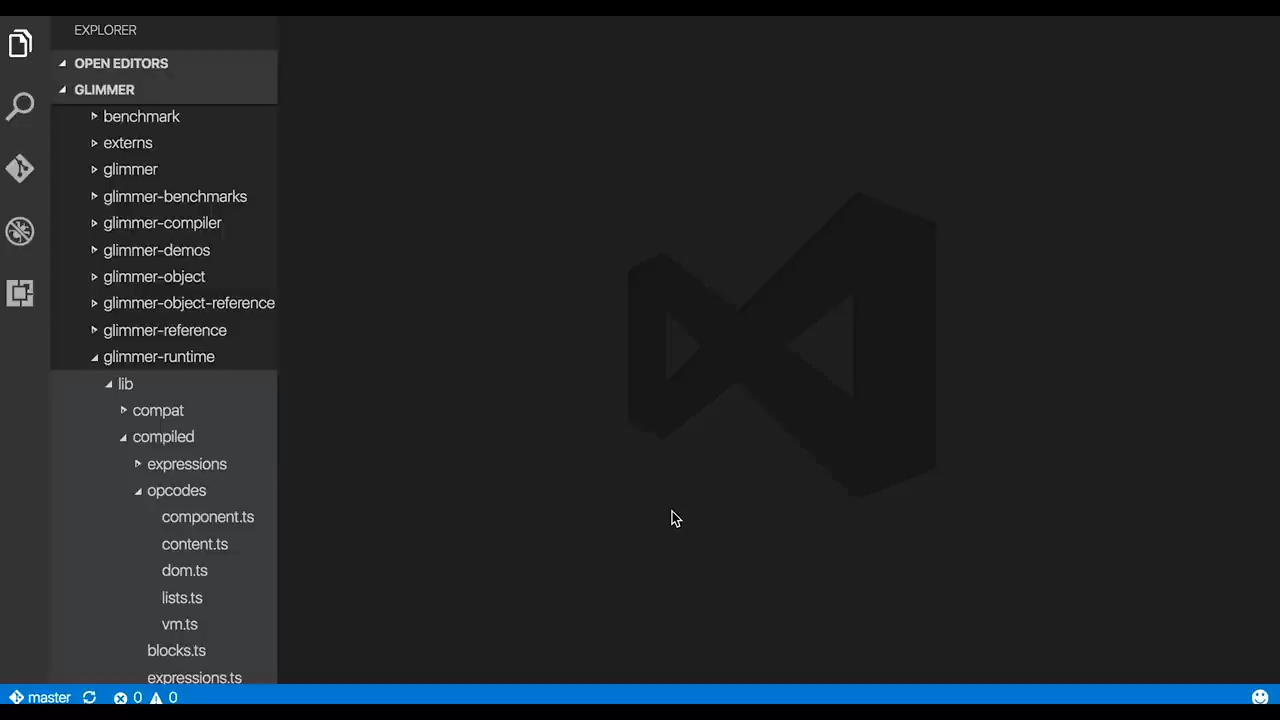 EXPLORER
OPEN EDITORS
GLIMMER
benchmark
externs
glimmer
glimmer-benchmarks
glimmer-compiler
glimmer-demos
glimmer-object
glimmer-object-reference
glimmer-reference
glimmer-runtime
lib
compat
compiled
expressions
opcodes
component.ts
content.ts
dom.ts
lists.ts
vm.ts
blocks.ts
expressions.ts
master 0 0